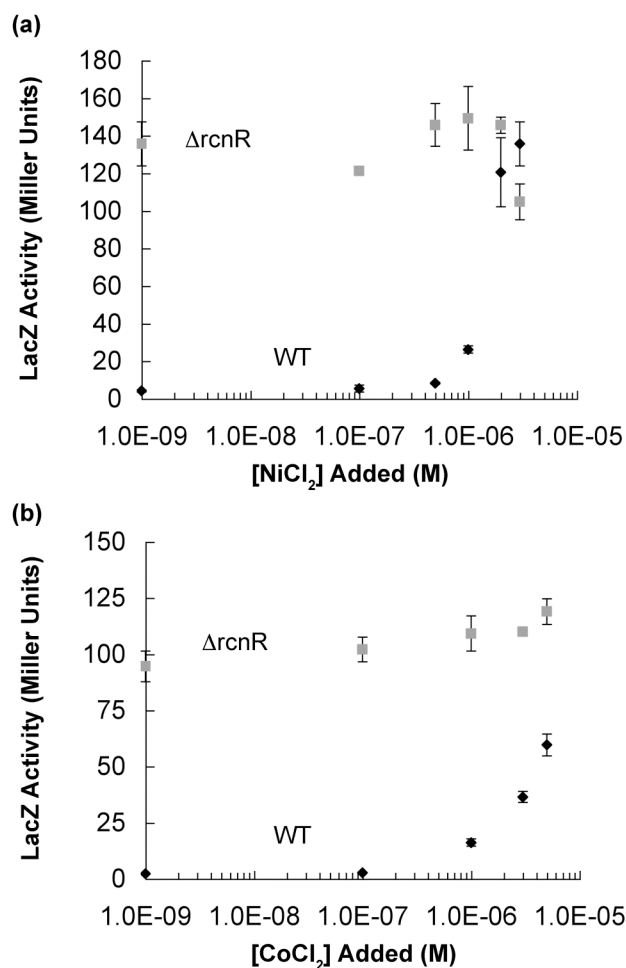 (a)
180
160
140
120
100
80
60
40
20
0
LacZ Activity (Miller Units)
ΔrcnR
WT
1.0E-09 1.0E-08 1.0E-07 1.0E-06 1.0E-05
[NiCl₂] Added (M)
(b)
150
125
100
75
50
25
0
LacZ Activity (Miller Units)
ΔrcnR
WT
1.0E-09 1.0E-08 1.0E-07 1.0E-06 1.0E-05
[CoCl₂] Added (M)